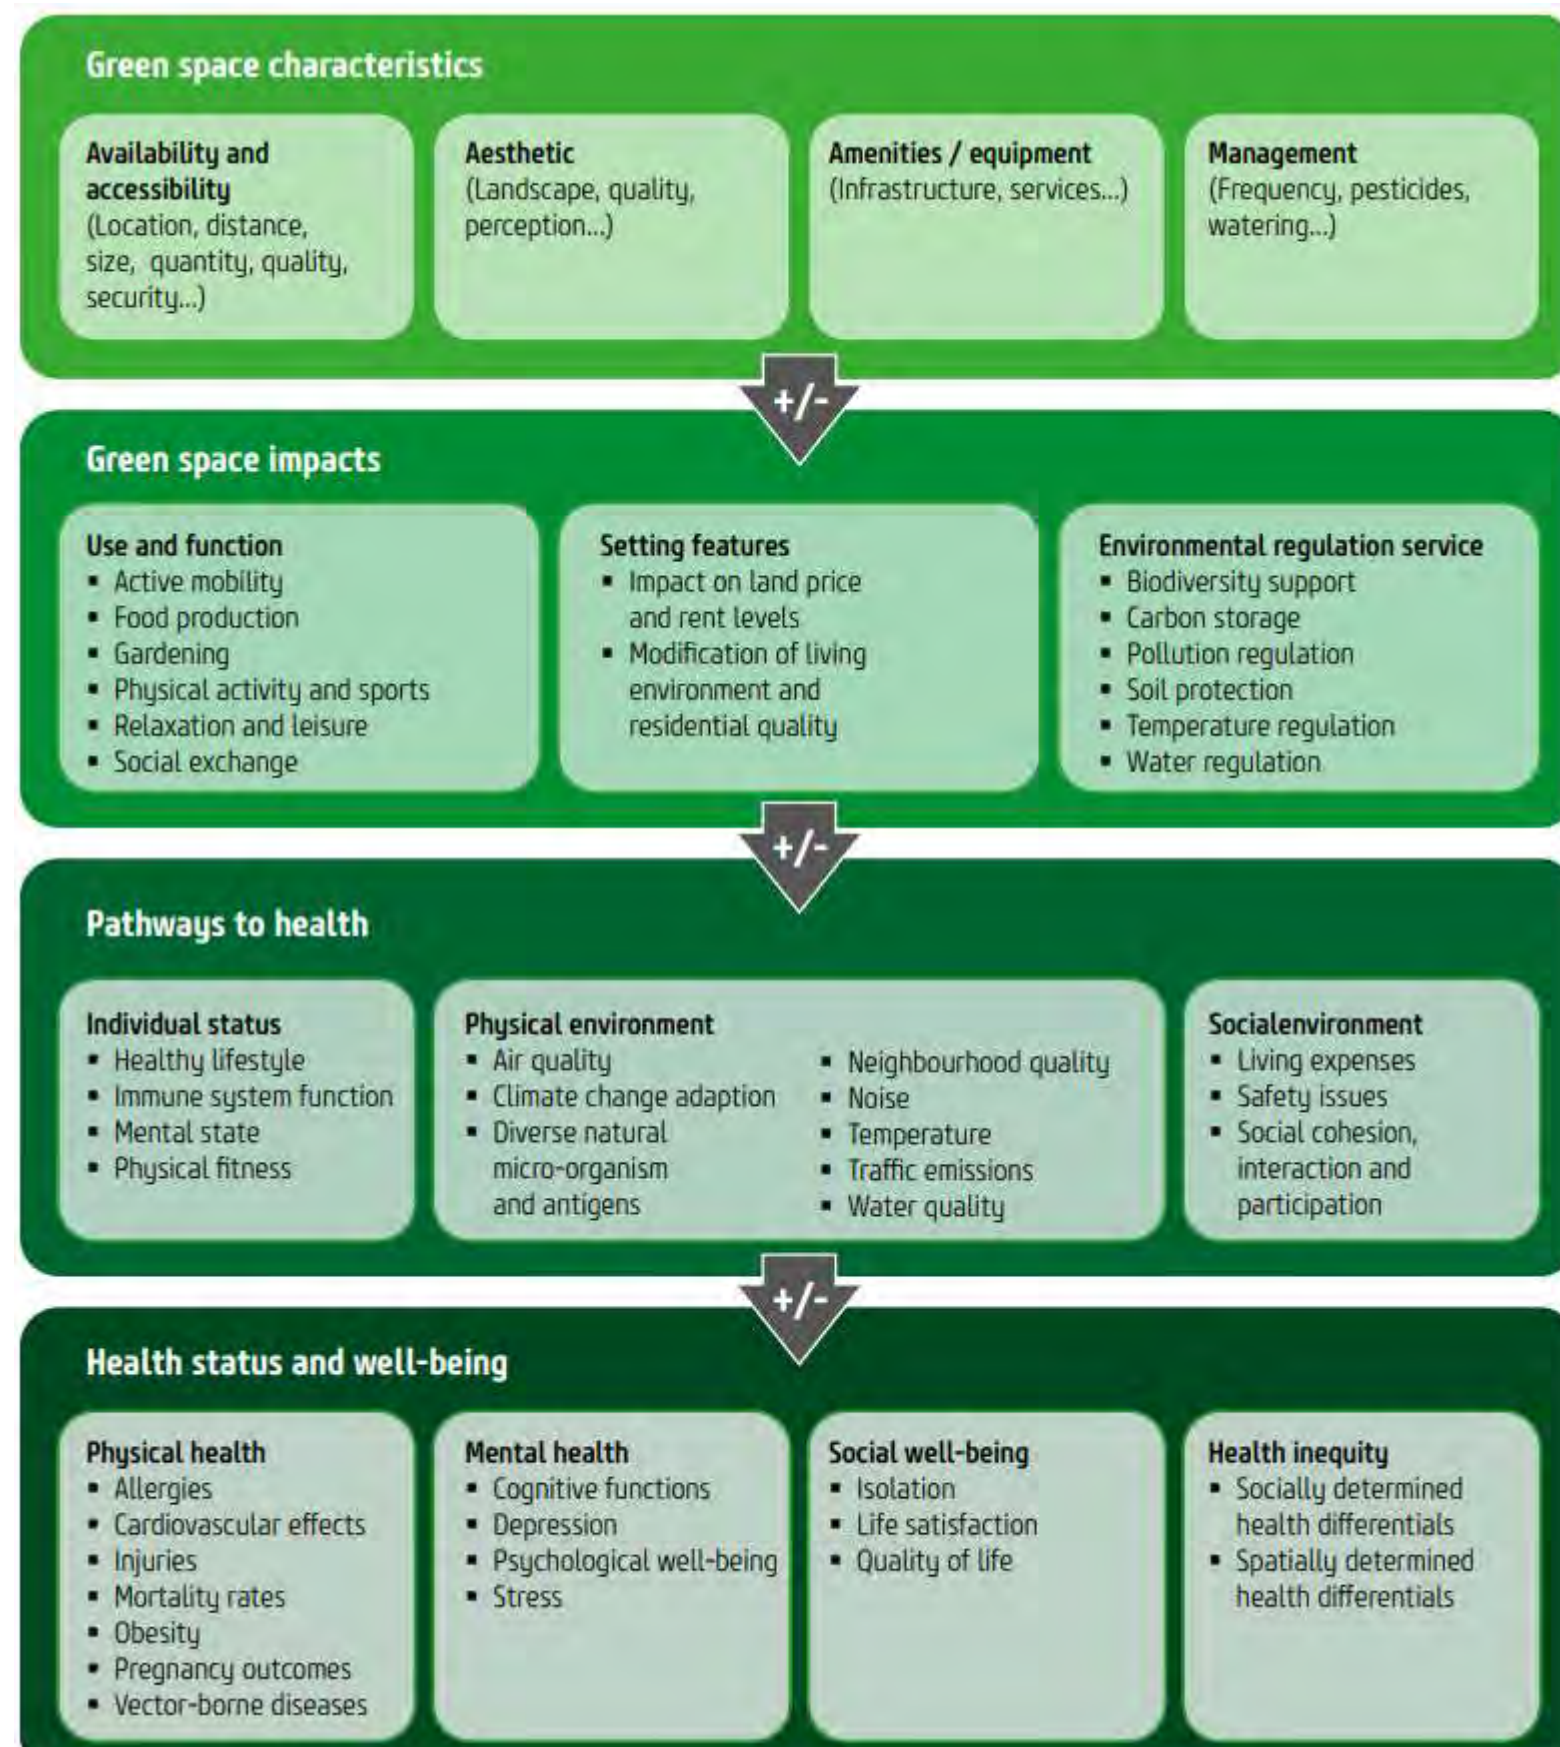 Green space characteristics
Availability and
accessibility
(Location, distance,
size, quantity, quality,
security...)
Aesthetic
(Landscape, quality,
perception...)
Amenities / equipment
(Infrastructure, services...)
Management
(Frequency, pesticides,
watering...)
+/-
Green space impacts
Use and function
▪ Active mobility
▪ Food production
▪ Gardening
▪ Physical activity and sports
▪ Relaxation and leisure
▪ Social exchange
Setting features
▪ Impact on land price
and rent levels
▪ Modification of living
environment and
residential quality
Environmental regulation service
▪ Biodiversity support
▪ Carbon storage
▪ Pollution regulation
▪ Soil protection
▪ Temperature regulation
▪ Water regulation
+/-
Pathways to health
Individual status
▪ Healthy lifestyle
▪ Immune system function
▪ Mental state
▪ Physical fitness
Physical environment
▪ Air quality
▪ Climate change adaption
▪ Diverse natural
micro-organism
and antigens
▪ Neighbourhood quality
▪ Noise
▪ Temperature
▪ Traffic emissions
▪ Water quality
Socialenvironment
▪ Living expenses
▪ Safety issues
▪ Social cohesion,
interaction and
participation
+/-
Health status and well-being
Physical health
▪ Allergies
▪ Cardiovascular effects
▪ Injuries
▪ Mortality rates
▪ Obesity
▪ Pregnancy outcomes
▪ Vector-borne diseases
Mental health
▪ Cognitive functions
▪ Depression
▪ Psychological well-being
▪ Stress
Social well-being
▪ Isolation
▪ Life satisfaction
▪ Quality of life
Health inequity
▪ Socially determined
health differentials
▪ Spatially determined
health differentials